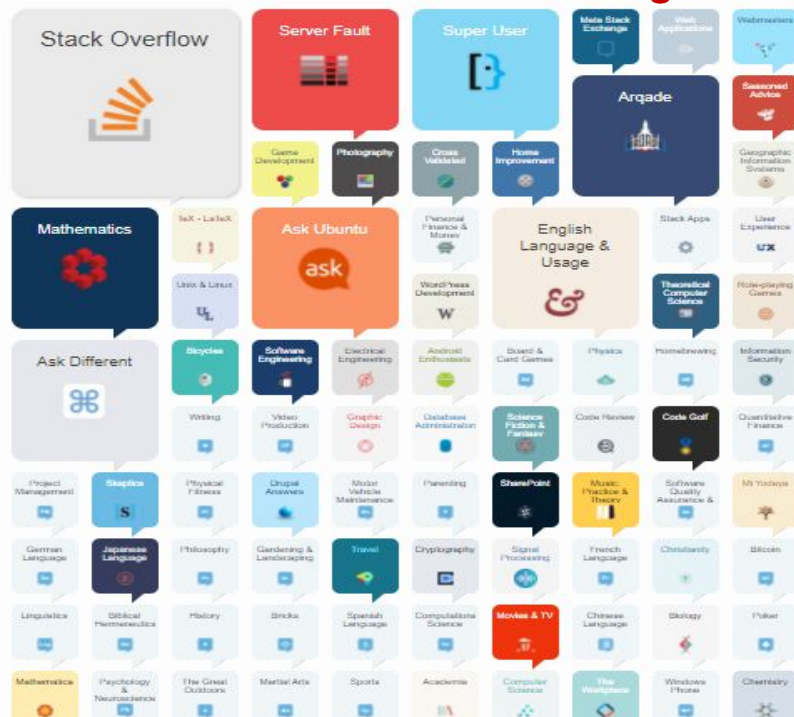 Stack Overflow
Server Fault
Super User
Meta Stack
Exchange
Web
Applications
Webmasters
Arqade
Seasoned
Advice
Game
Development
Photography
Cross
Validated
Home
Improvement
Geographic
Information
Systems
Mathematics
TeX - LaTeX
{ }
Ask Ubuntu
ask
Personal
Finance &
Money
English
Language &
Usage
&
Stack Apps
User
Experience
UX
Unix & Linux
UL
WordPress
Development
W
Theoretical
Computer
Science
Role-playing
Games
Ask Different
Bicycles
Software
Engineering
Electrical
Engineering
Android
Enthusiasts
Board &
Card Games
Physics
Homebrewing
Information
Security
Writing
Video
Production
Graphic
Design
Database
Administrators
Science
Fiction &
Fantasy
Code Review
Code Golf
Quantitative
Finance
Project
Management
Skeptics
S
Physical
Fitness
Drupal
Answers
Motor
Vehicle
Maintenance
Parenting
SharePoint
Music:
Practice &
Theory
Software
Quality
Assurance &
Mi Yodeya
German
Language
Japanese
Language
Philosophy
Gardening &
Landscaping
Travel
Cryptography
Signal
Processing
French
Language
Christianity
Bitcoin
Linguistics
Biblical
Hermeneutics
History
Bricks
Spanish
Language
Computational
Science
Movies & TV
Chinese
Language
Biology
Poker
Mathematica
Psychology
&
Neuroscience
The Great
Outdoors
Martial Arts
Sports
Academia
Computer
Science
The
Workplace
Windows
Phone
Chemistry